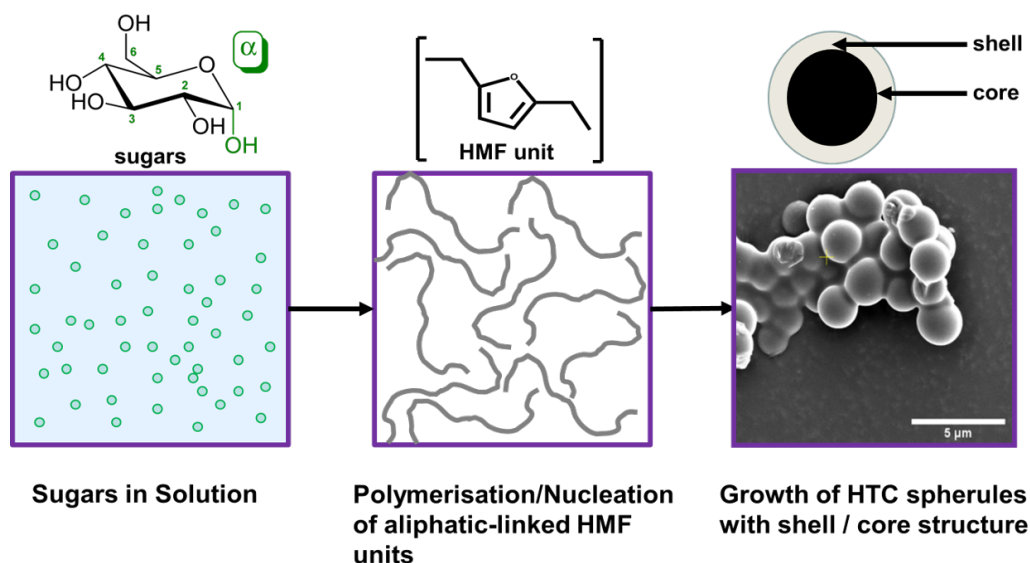 OH
6
α
4
O
HO
5
2
HO
1
3
OH
OH
sugars
O
HMF unit
shell
core
5 µm
Sugars in Solution
Polymerisation/Nucleation
of aliphatic-linked HMF
units
Growth of HTC spherules
with shell / core structure